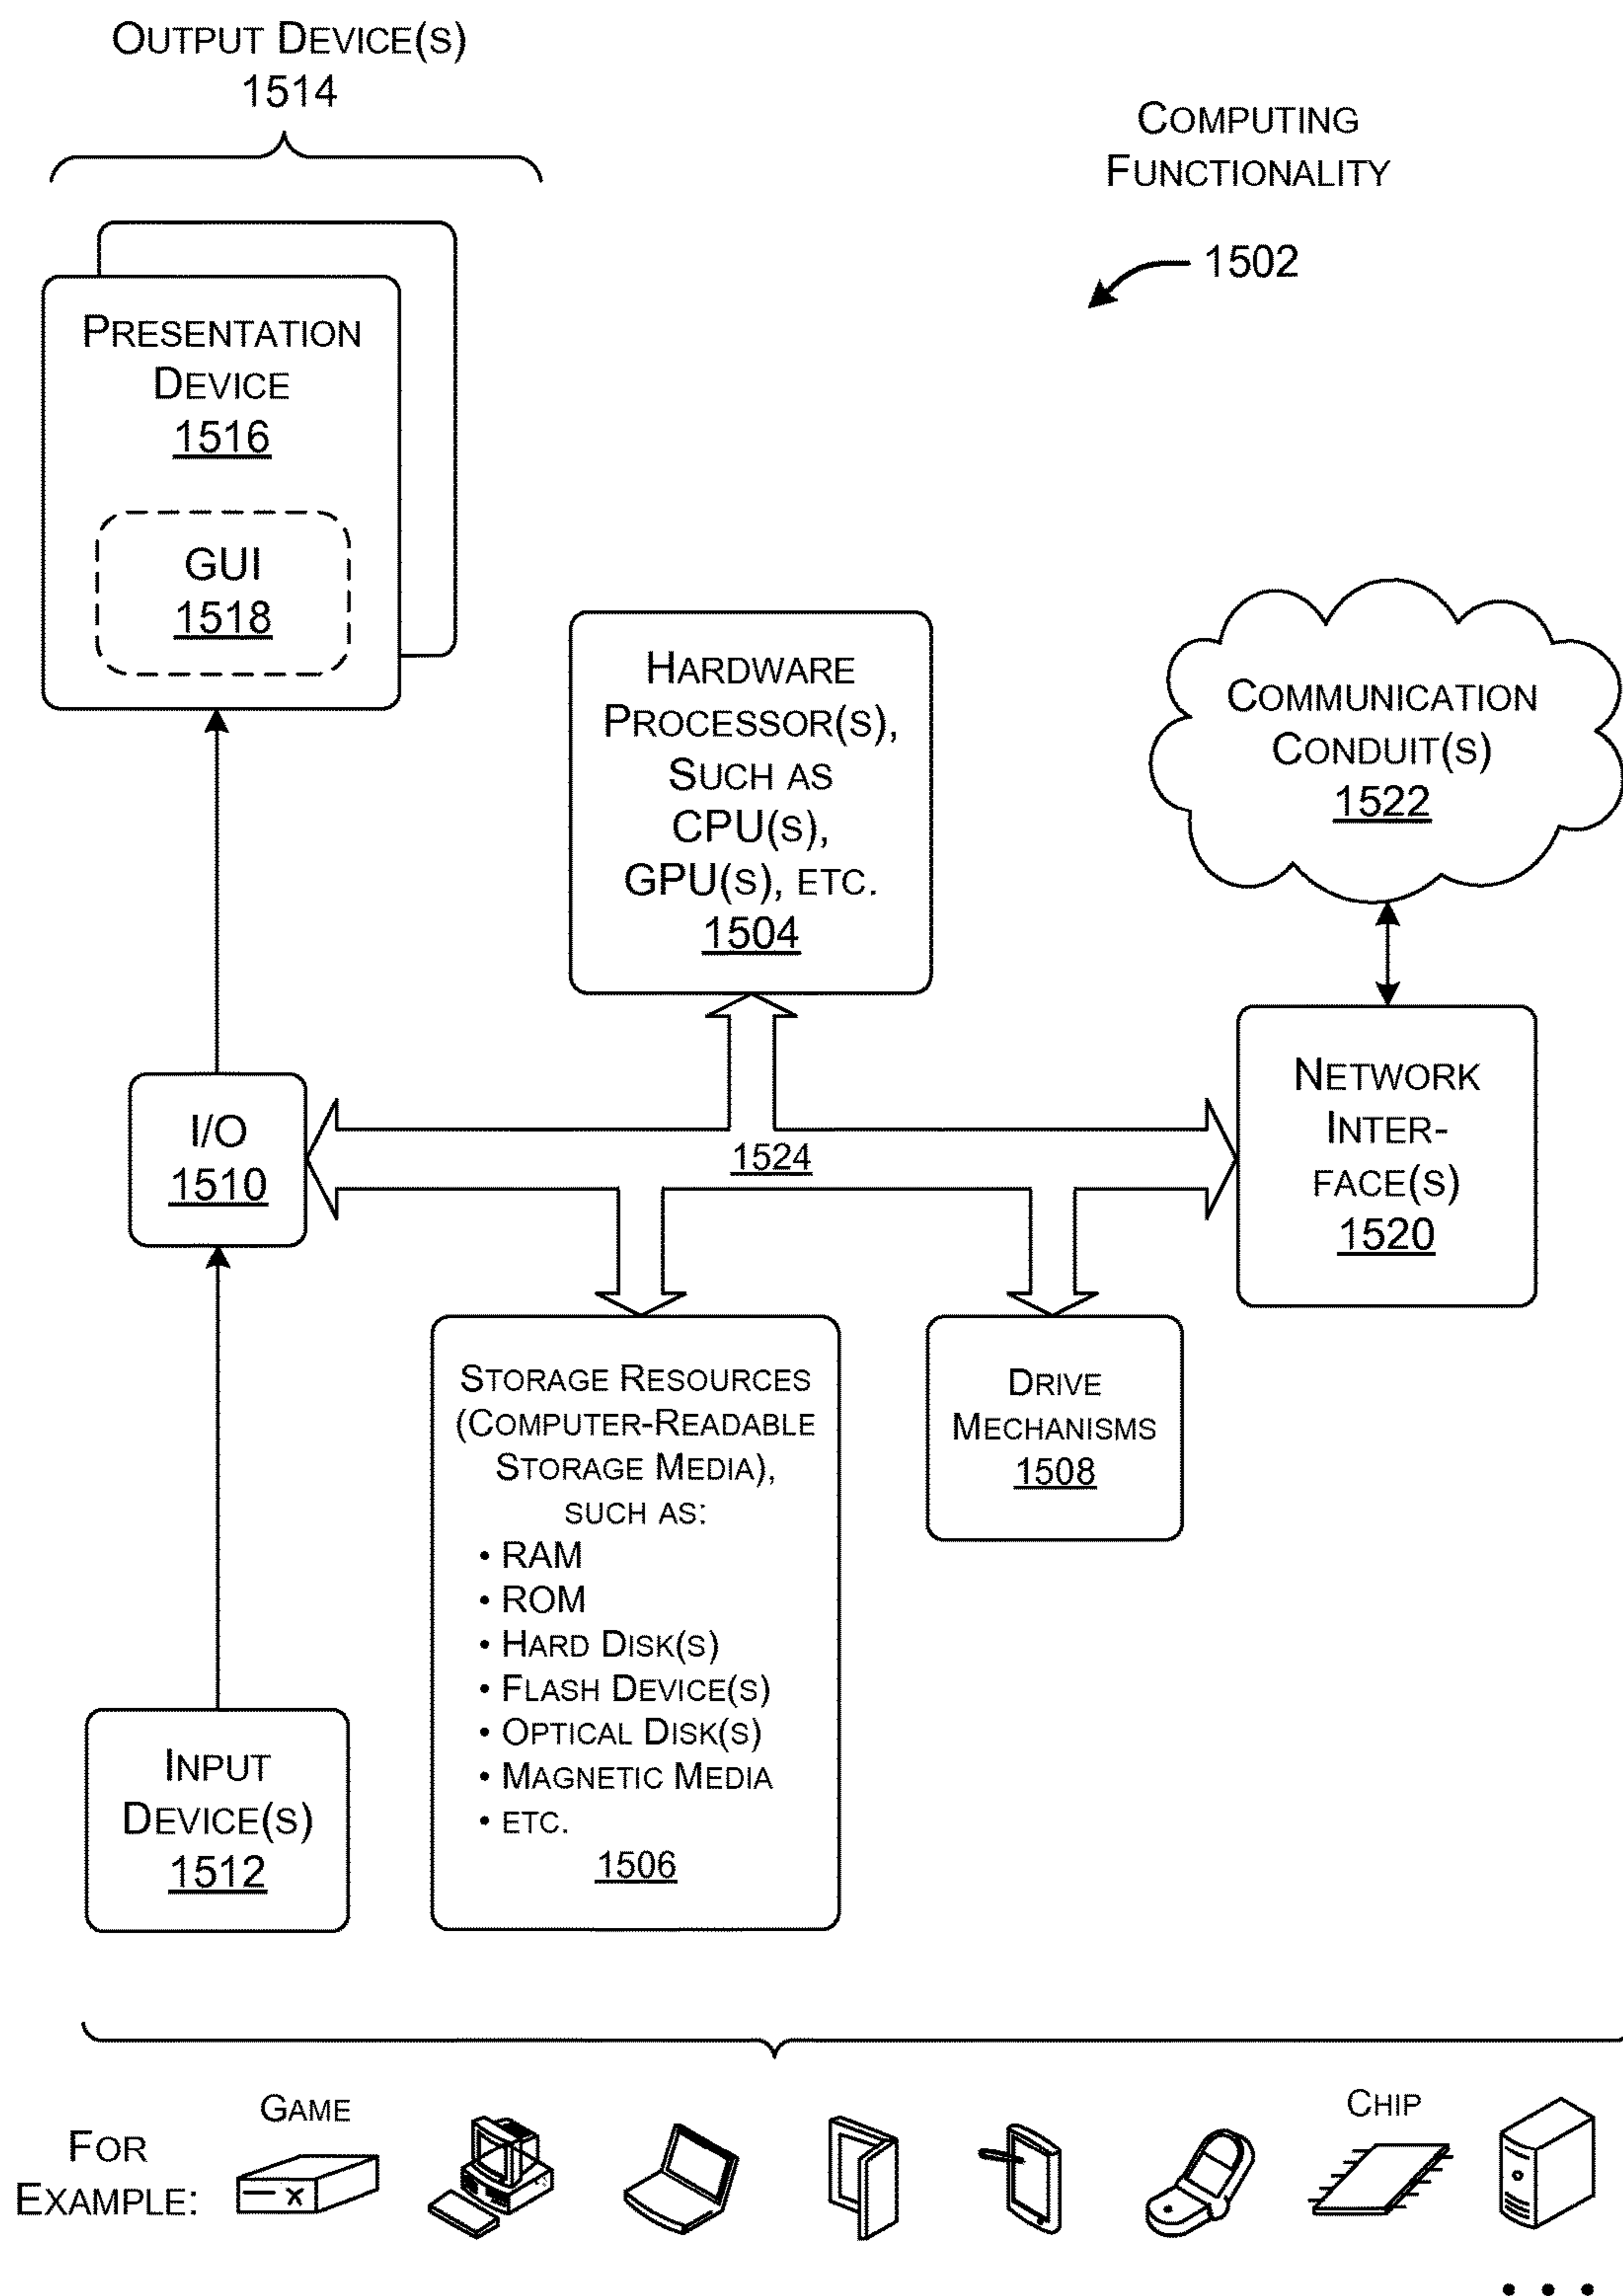 OUTPUT DEVICE(S)
1514
COMPUTING
FUNCTIONALITY
1502
PRESENTATION
DEVICE
1516
GUI
1518
HARDWARE
PROCESSOR(S),
SUCH AS
CPU(S),
GPU(S), ETC.
1504
COMMUNICATION
CONDUIT(S)
1522
I/O
1510
1524
NETWORK
INTER-
FACE(S)
1520
STORAGE RESOURCES
(COMPUTER-READABLE
STORAGE MEDIA),
SUCH AS:
• RAM
• ROM
• HARD DISK(S)
• FLASH DEVICE(S)
• OPTICAL DISK(S)
• MAGNETIC MEDIA
• ETC.
1506
DRIVE
MECHANISMS
1508
INPUT
DEVICE(S)
1512
FOR
EXAMPLE:
GAME
CHIP
• • •